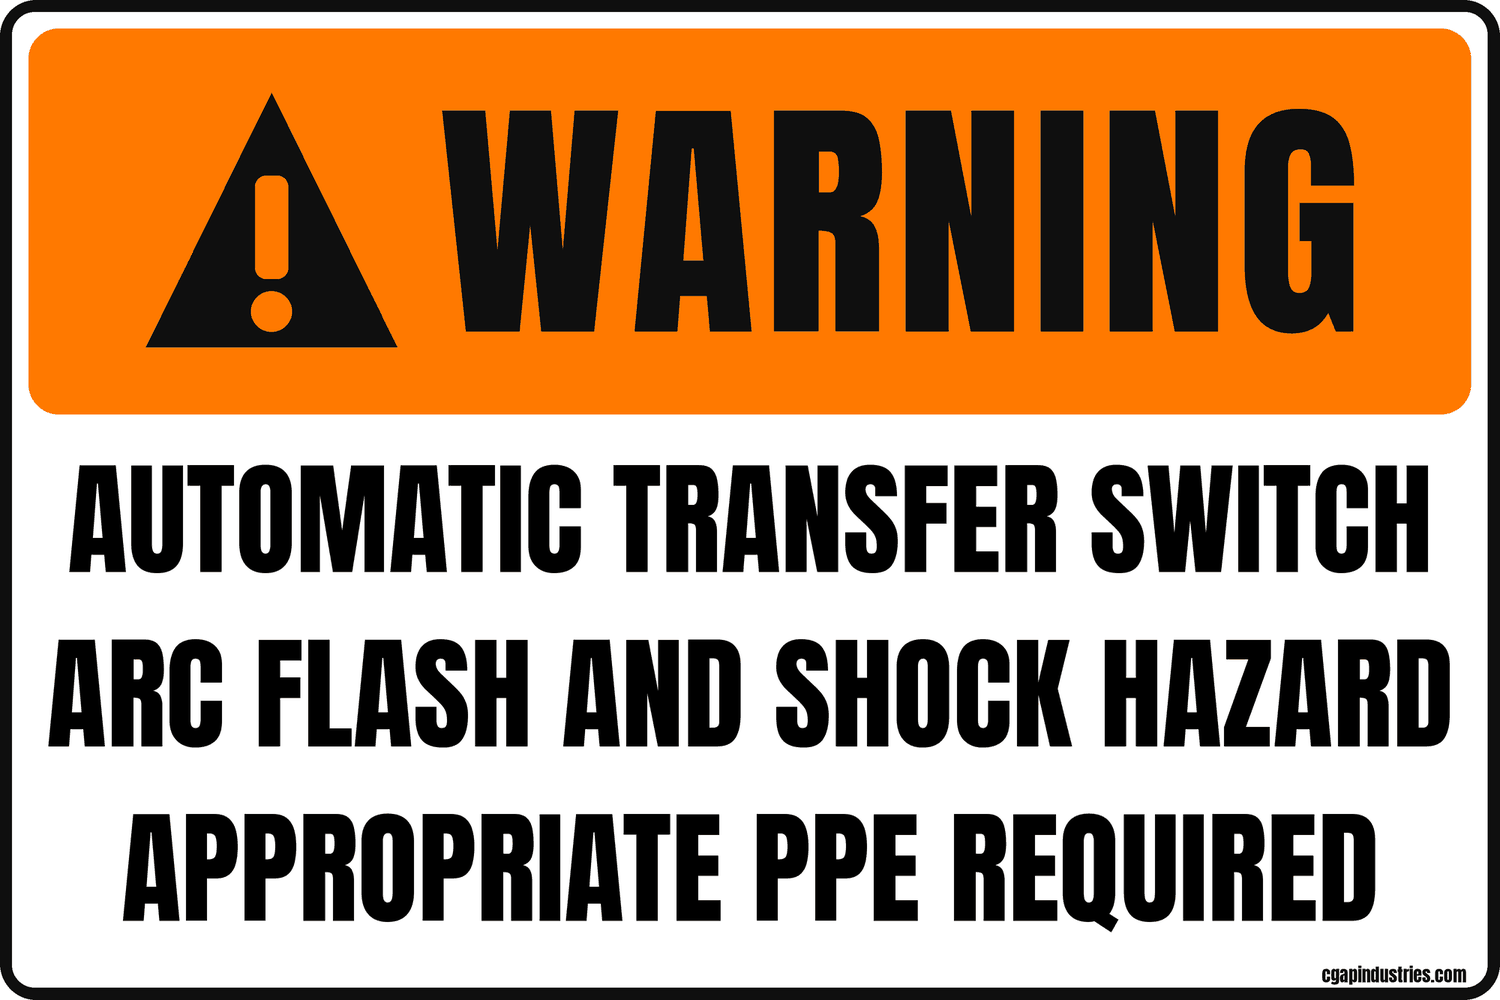 WARNING
AUTOMATIC TRANSFER SWITCH
ARC FLASH AND SHOCK HAZARD
APPROPRIATE PPE REQUIRED
cgapindustries.com